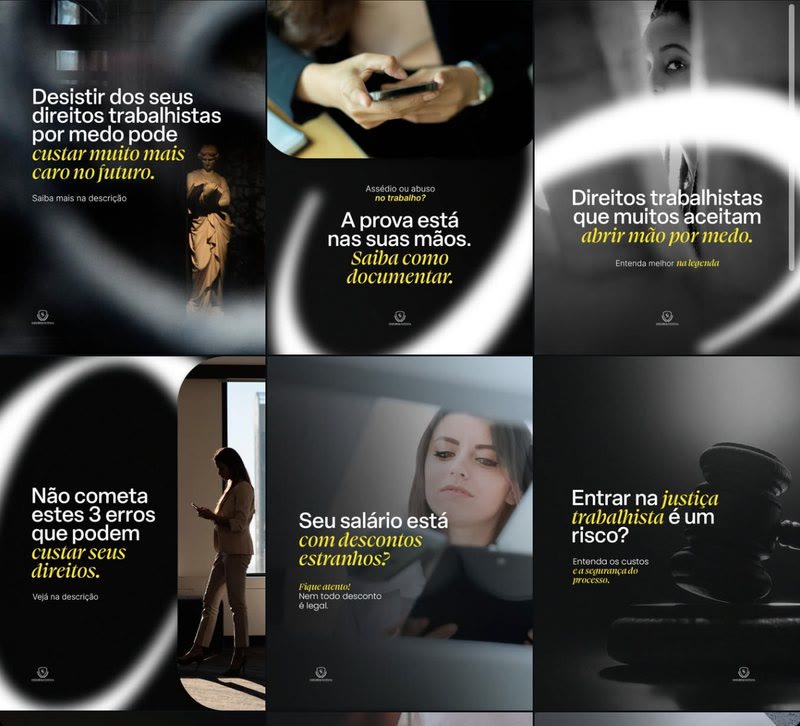 Desistir dos seus
direitos trabalhistas
por medo pode
custar muito mais
caro no futuro.
Saiba mais na descrição
Assédio ou abuso
no trabalho?
A prova está
nas suas mãos.
Saiba como
documentar.
Direitos trabalhistas
que muitos aceitam
abrir mão por medo.
Entenda melhor na legenda
Não cometa
estes 3 erros
que podem
custar seus
direitos.
Vejá na descrição
Seu salário está
com descontos
estranhos?
Fique atento!
Nem todo desconto
é legal.
Entrar na justiça
trabalhista é um
risco?
Entenda os custos
e a segurança do
processo.